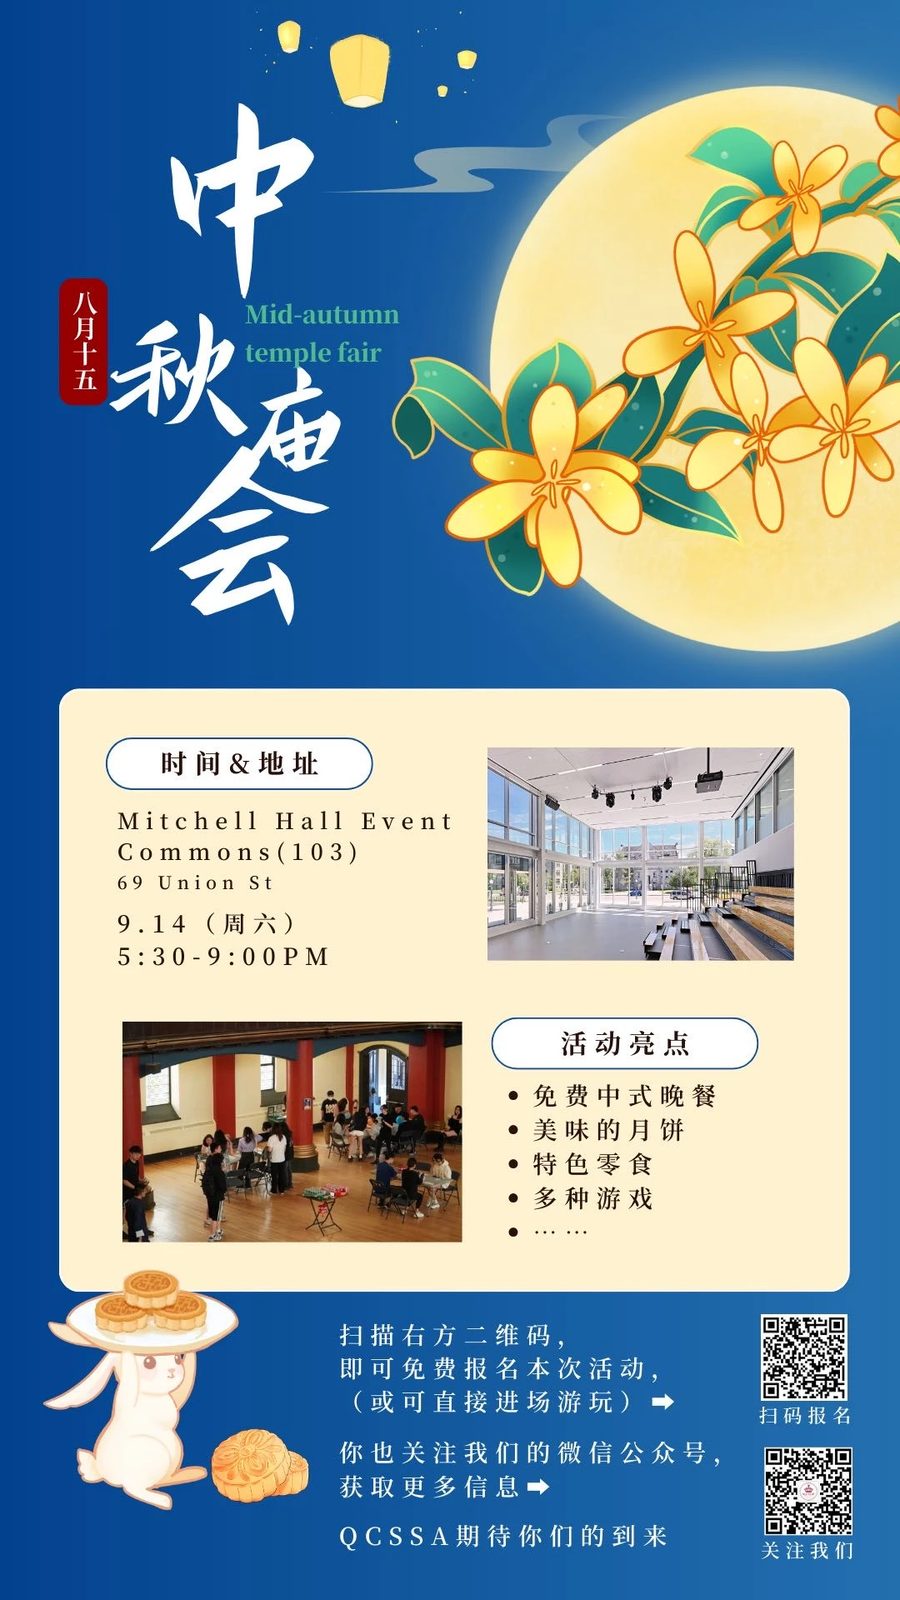 中秋庙会
八月十五
Mid-autumn
temple fair
时间&地址
Mitchell Hall Event
Commons(103)
69 Union St
9.14（周六）
5:30-9:00PM
活动亮点
• 免费中式晚餐
• 美味的月饼
• 特色零食
• 多种游戏
• … …
扫描右方二维码，
即可免费报名本次活动，
（或可直接进场游玩）➡
扫码报名
你也关注我们的微信公众号，
获取更多信息➡
QCSSA期待你们的到来
关注我们